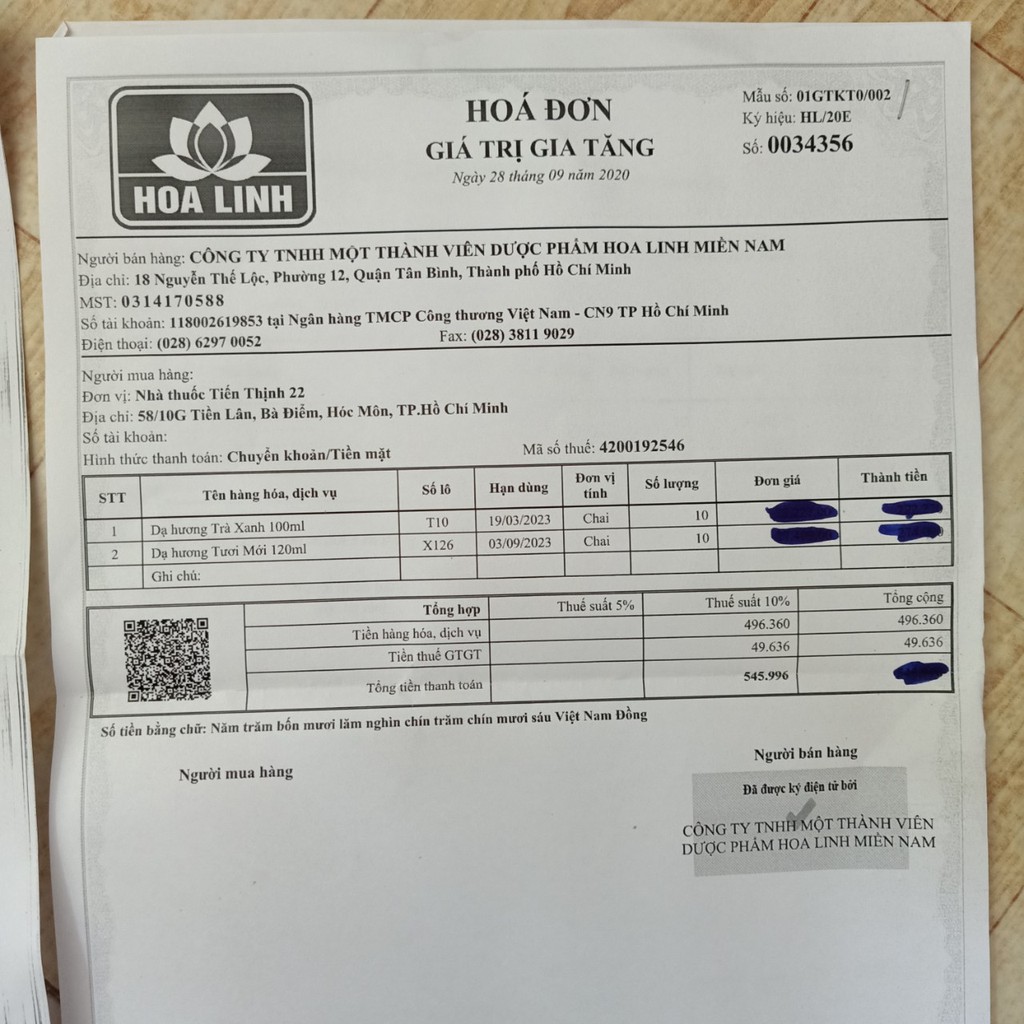 HOA LINH
HOÁ ĐƠN
GIÁ TRỊ GIA TĂNG
Ngày 28 tháng 09 năm 2020
Mẫu số: 01GTKT0/002
Ký hiệu: HL/20E
Số: 0034356
Người bán hàng: CÔNG TY TNHH MỘT THÀNH VIÊN DƯỢC PHẨM HOA LINH MIỀN NAM
Địa chỉ: 18 Nguyễn Thế Lộc, Phường 12, Quận Tân Bình, Thành phố Hồ Chí Minh
MST: 0314170588
Số tài khoản: 118002619853 tại Ngân hàng TMCP Công thương Việt Nam - CN9 TP Hồ Chí Minh
Điện thoại: (028) 6297 0052 Fax: (028) 3811 9029
Người mua hàng:
Đơn vị: Nhà thuốc Tiến Thịnh 22
Địa chỉ: 58/10G Tiền Lân, Bà Điểm, Hóc Môn, TP.Hồ Chí Minh
Số tài khoản:
Hình thức thanh toán: Chuyển khoản/Tiền mặt Mã số thuế: 4200192546
STT Tên hàng hóa, dịch vụ Số lô Hạn dùng Đơn vị tính Số lượng Đơn giá Thành tiền
1 Dạ hương Trà Xanh 100ml T10 19/03/2023 Chai 10
2 Dạ hương Tươi Mới 120ml X126 03/09/2023 Chai 10
Ghi chú:
Tổng hợp Thuế suất 5% Thuế suất 10% Tổng cộng
Tiền hàng hóa, dịch vụ 496.360 496.360
Tiền thuế GTGT 49.636 49.636
Tổng tiền thanh toán 545.996
Số tiền bằng chữ: Năm trăm bốn mươi lăm nghìn chín trăm chín mươi sáu Việt Nam Đồng
Người mua hàng
Người bán hàng
Đã được ký điện tử bởi
CÔNG TY TNHH MỘT THÀNH VIÊN
DƯỢC PHẨM HOA LINH MIỀN NAM